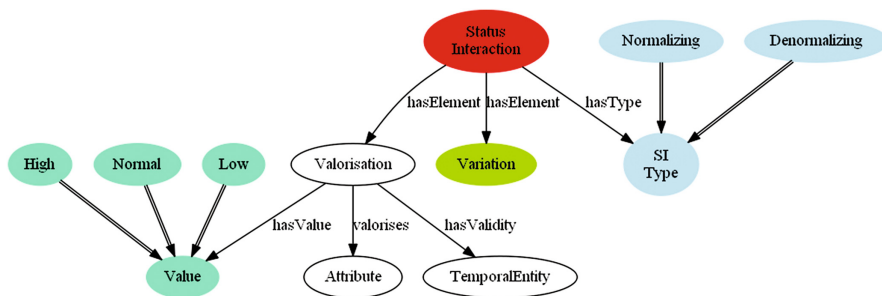 Status
Interaction
Normalizing
Denormalizing
hasElement
hasElement
hasType
High
Normal
Low
Valorisation
Variation
SI
Type
hasValue
valorises
hasValidity
Value
Attribute
TemporalEntity